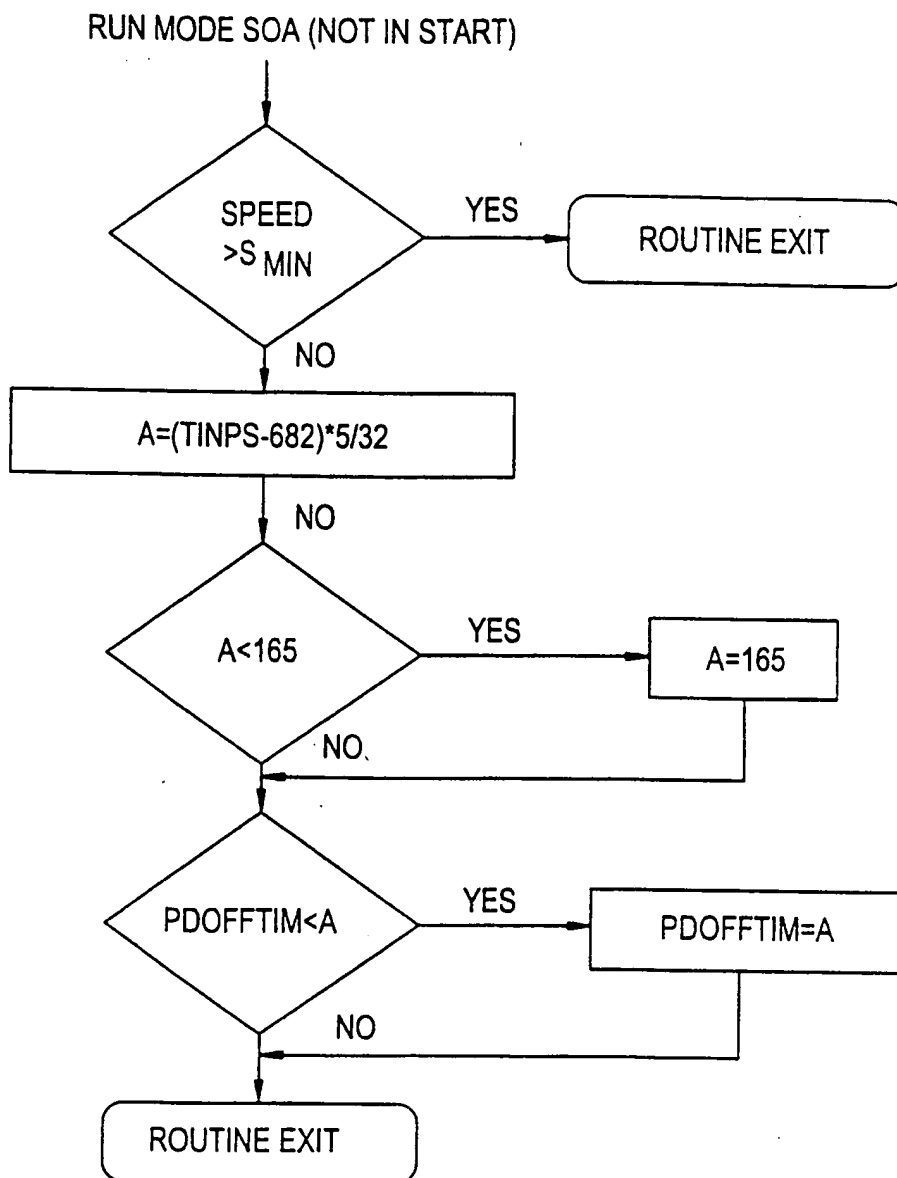 RUN MODE SOA (NOT IN START)
SPEED
>S MIN
YES
ROUTINE EXIT
NO
A=(TINPS-682)*5/32
NO
A<165
YES
A=165
NO
PDOFFTIM<A
YES
PDOFFTIM=A
NO
ROUTINE EXIT